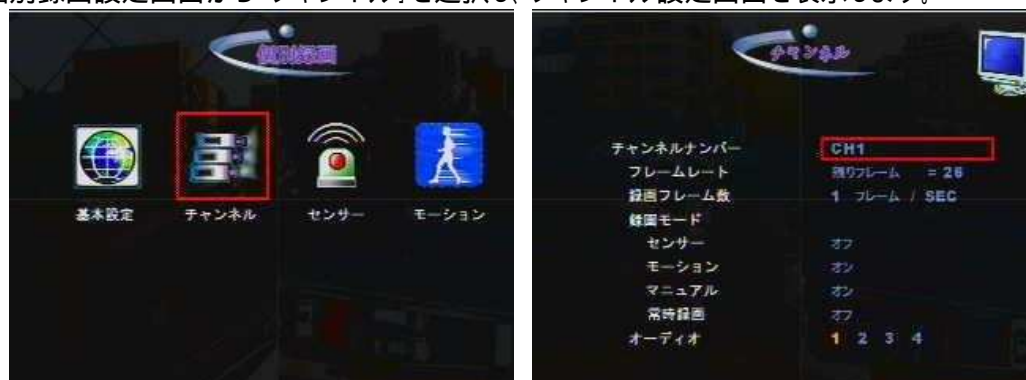 別録画設定画面から「チャンネル」を選択し、チャンネル設定画面を表示します。
個別録画
基本設定 チャンネル センサー モーション
チャンネル
チャンネルナンバー CH1
フレームレート 残りフレーム = 26
録画フレーム数 1 フレーム / SEC
録画モード
センサー オフ
モーション オン
マニュアル オン
常時録画 オフ
オーディオ 1 2 3 4